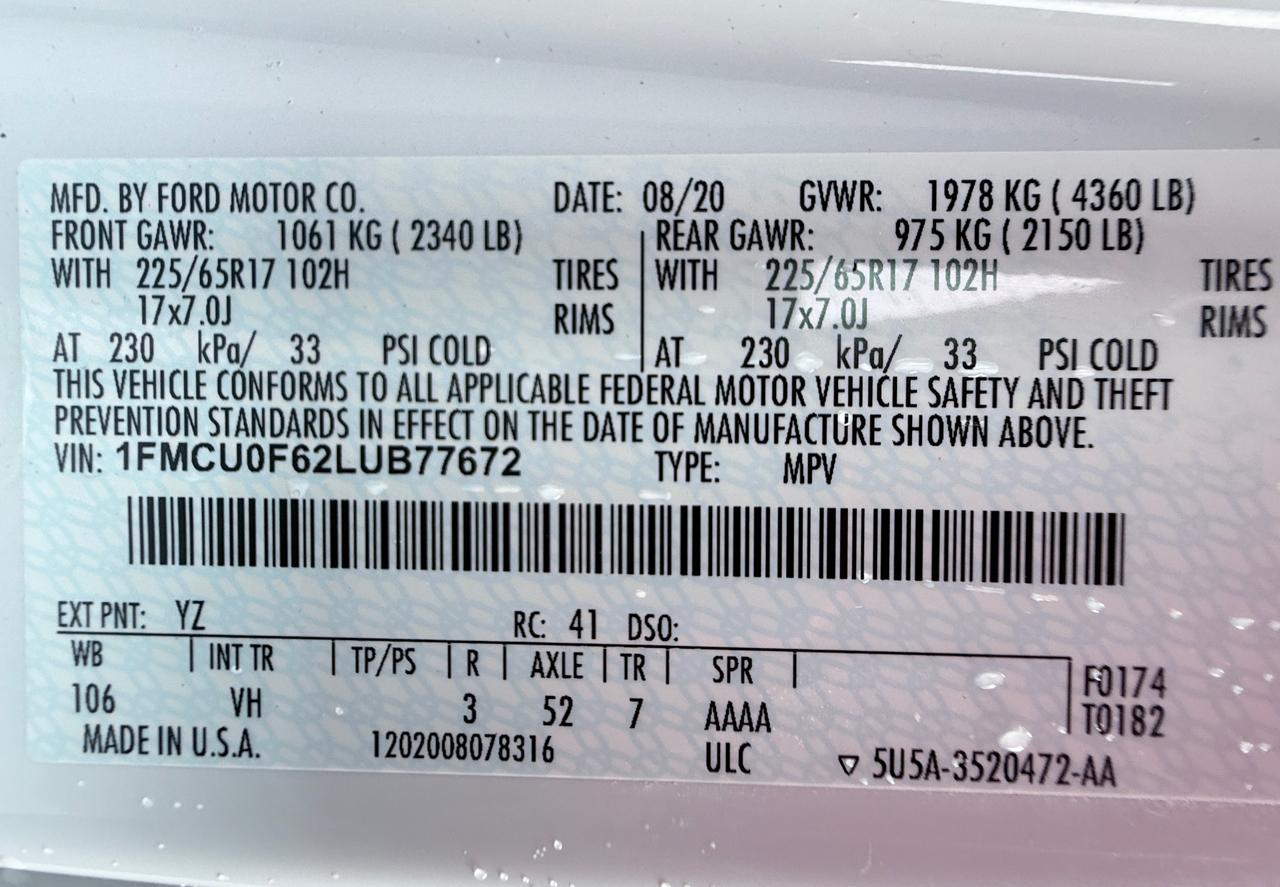 MFD. BY FORD MOTOR CO. DATE: 08/20 GVWR: 1978 KG ( 4360 LB)
FRONT GAWR: 1061 KG ( 2340 LB) REAR GAWR: 975 KG ( 2150 LB)
WITH 225/65R17 102H TIRES WITH 225/65R17 102H TIRES
17x7.0J RIMS 17x7.0J RIMS
AT 230 kPa/ 33 PSI COLD AT 230 kPa/ 33 PSI COLD
THIS VEHICLE CONFORMS TO ALL APPLICABLE FEDERAL MOTOR VEHICLE SAFETY AND THEFT
PREVENTION STANDARDS IN EFFECT ON THE DATE OF MANUFACTURE SHOWN ABOVE.
VIN: 1FMCU0F62LUB77672 TYPE: MPV
EXT PNT: YZ RC: 41 DSO:
WB INT TR TP/PS R AXLE TR SPR F0174
106 VH 3 52 7 AAAA T0182
MADE IN U.S.A. 1202008078316 ULC ▽ 5U5A-3520472-AA